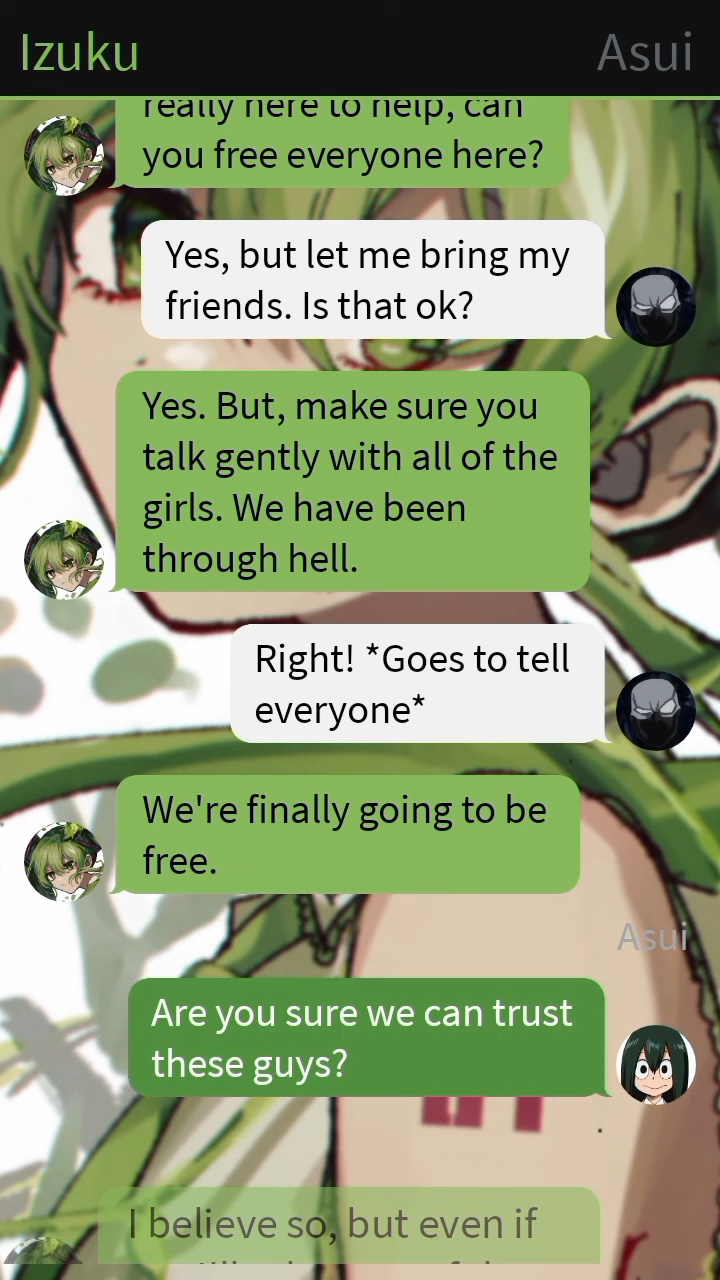 Izuku
Asui
really here to help, can
you free everyone here?
Yes, but let me bring my
friends. Is that ok?
Yes. But, make sure you
talk gently with all of the
girls. We have been
through hell.
Right! *Goes to tell
everyone*
We're finally going to be
free.
Asui
Are you sure we can trust
these guys?
I believe so, but even if